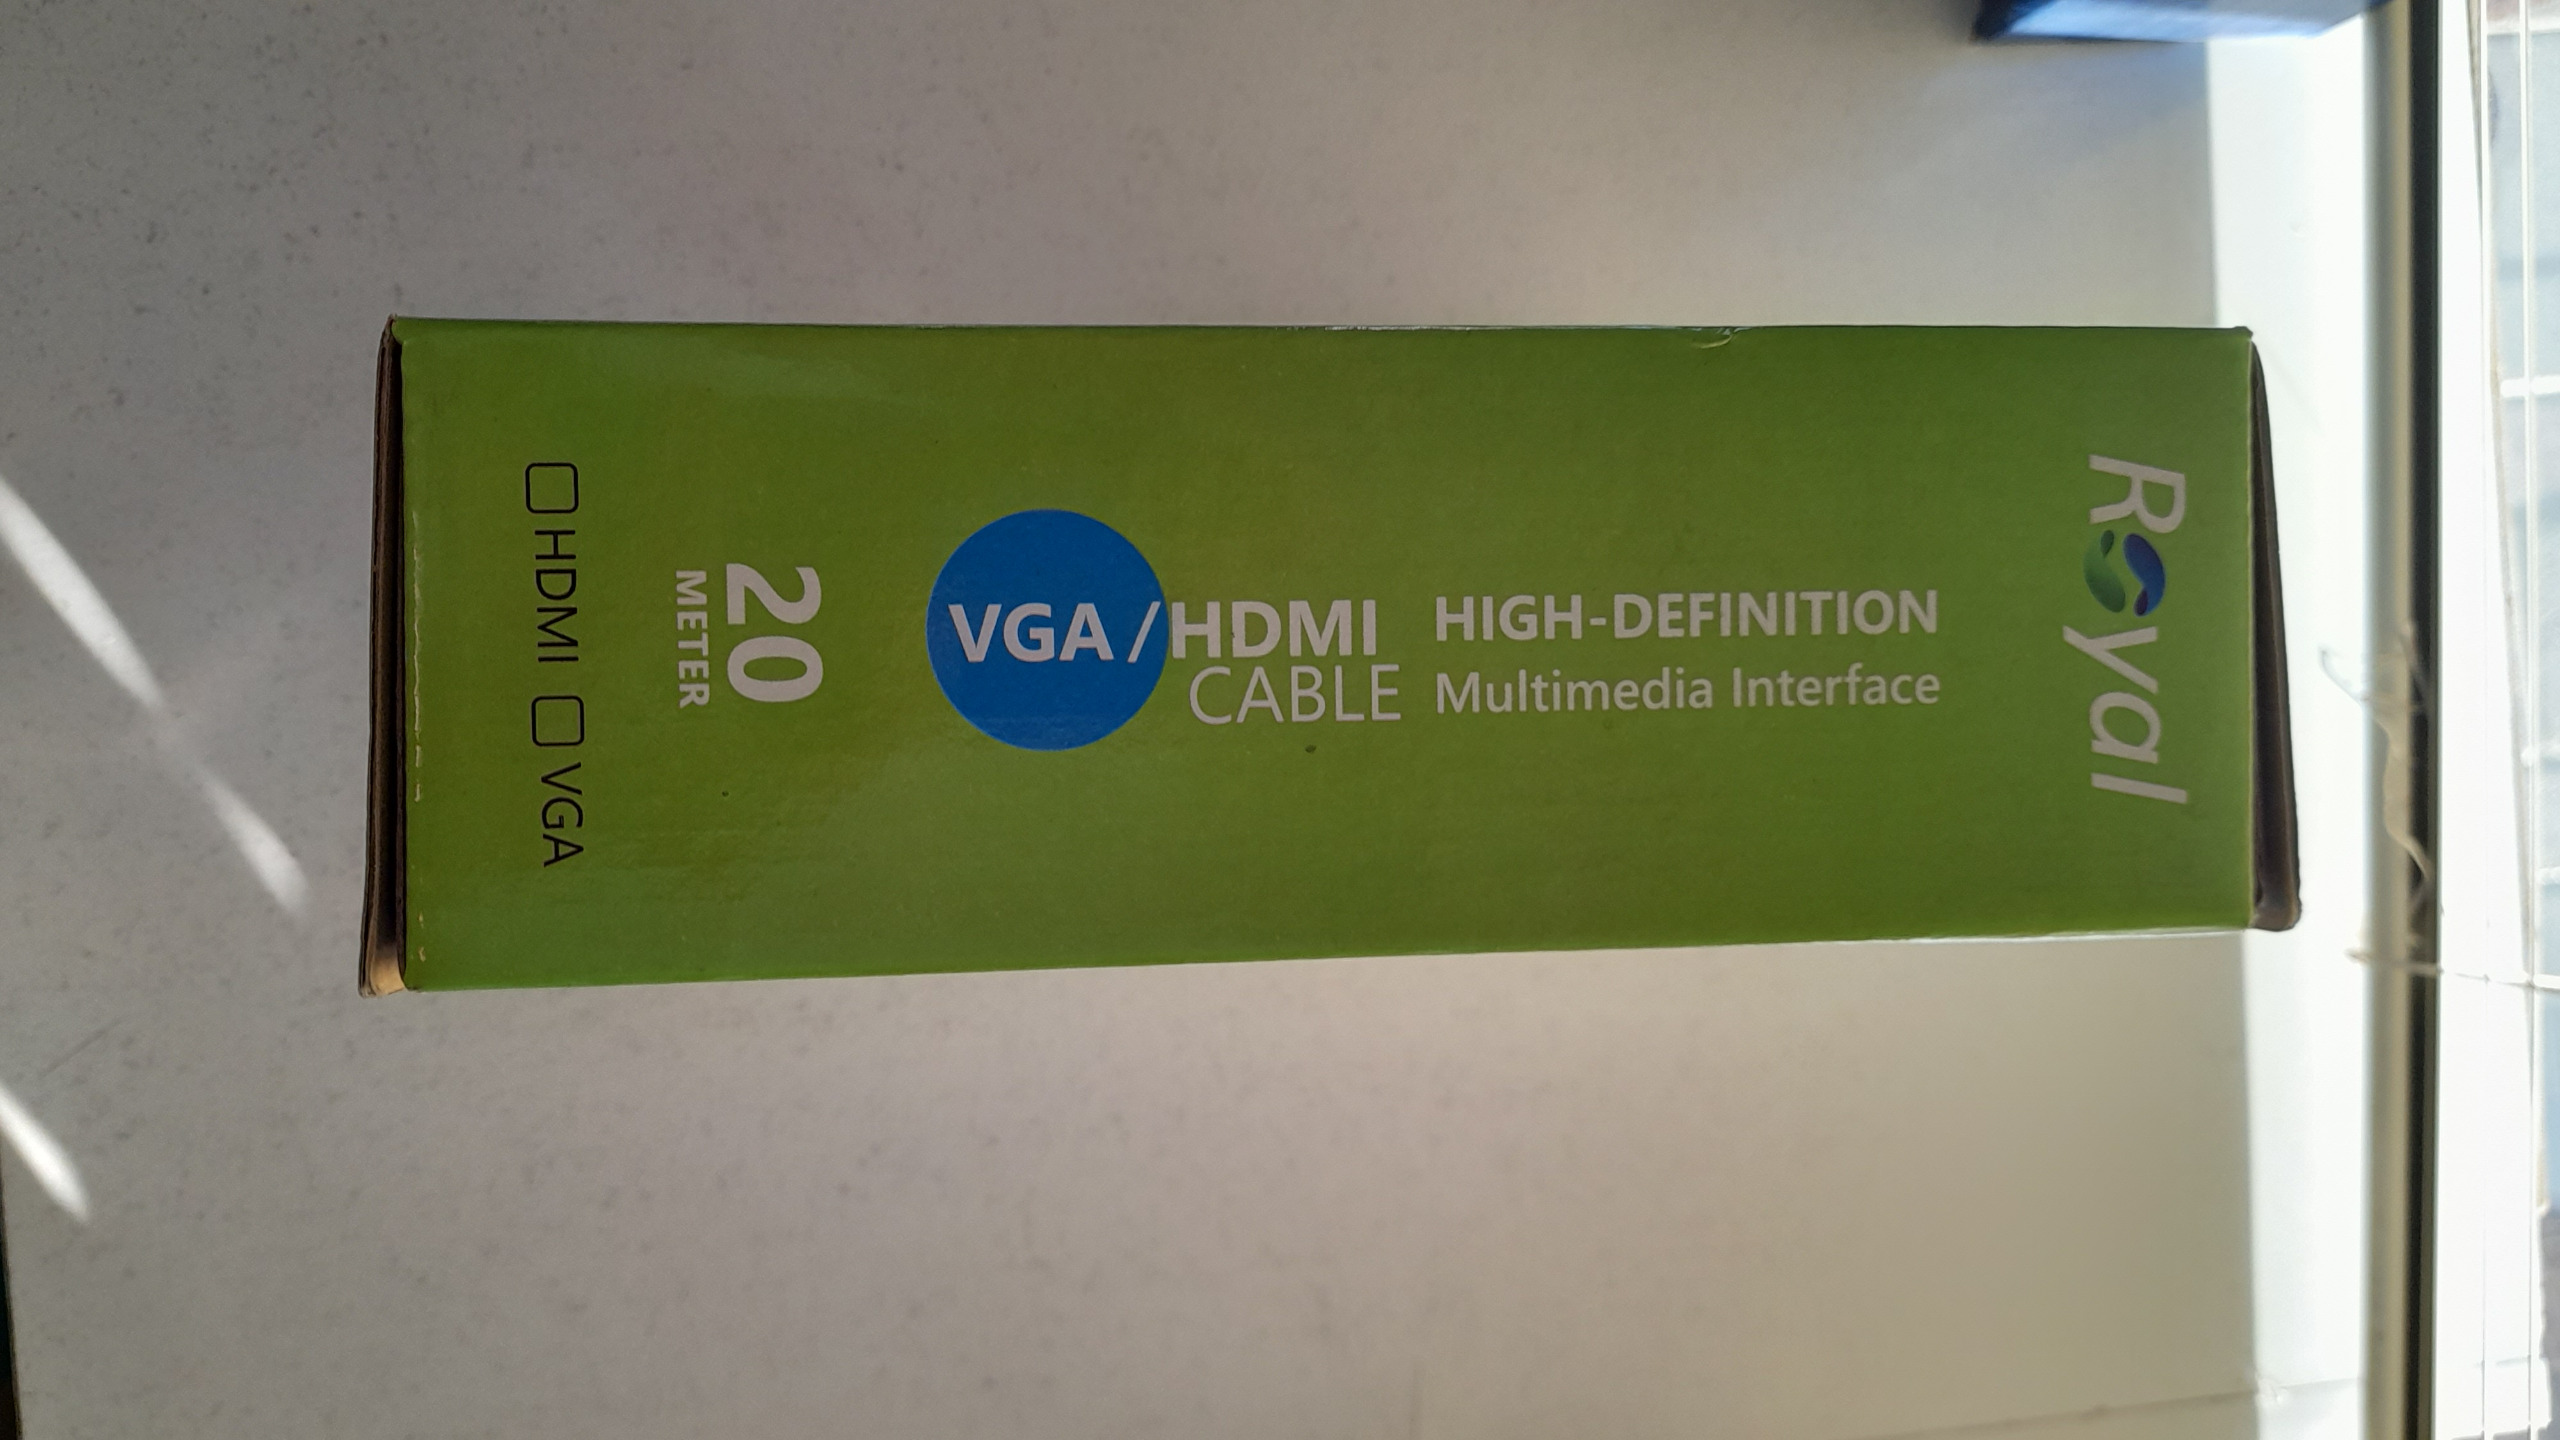 Royal
VGA/HDMI
CABLE
HIGH-DEFINITION
Multimedia Interface
20
METER
HDMI VGA